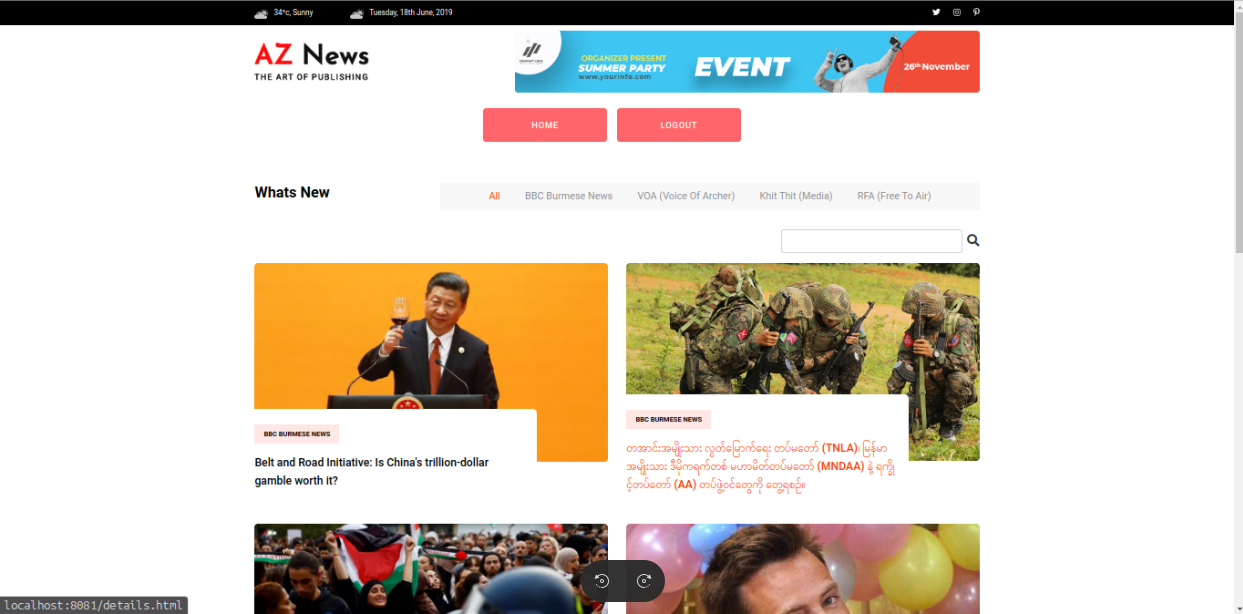 34ºc, Sunny
Tuesday, 18th June, 2019
AZ News
THE ART OF PUBLISHING
ORGANIZER PRESENT
SUMMER PARTY
www.yourinfo.com
EVENT
26th November
HOME
LOGOUT
Whats New
All
BBC Burmese News
VOA (Voice Of Archer)
Khit Thit (Media)
RFA (Free To Air)
BBC BURMESE NEWS
Belt and Road Initiative: Is China's trillion-dollar
gamble worth it?
BBC BURMESE NEWS
တအာင်းအမျိုးသား လွတ်မြောက်ရေး တပ်မတော် (TNLA)၊ မြန်မာ
အမျိုးသား ဒီမိုကရက်တစ် မဟာမိတ်တပ်မတော် (MNDAA) နဲ့ ရက္ခို
င့်တပ်တော် (AA) တပ်ဖွဲ့ဝင်တွေကို တွေ့ရစဉ်။
localhost:8081/details.html